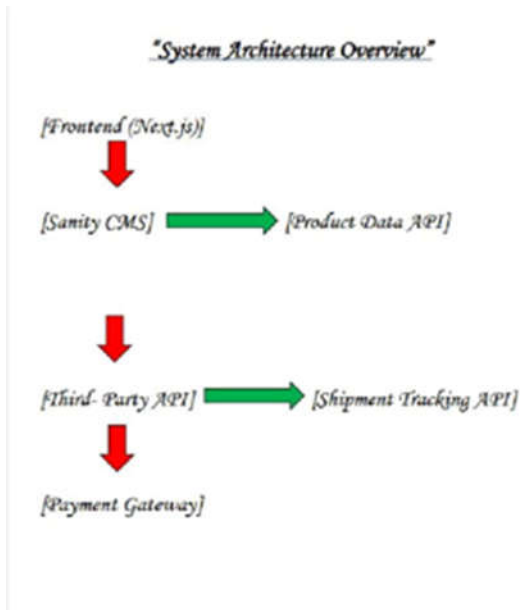 "System Architecture Overview"
[Frontend (Next.js)]
[Sanity CMS] [Product Data API]
[Third- Party API] [Shipment Tracking API]
[Payment Gateway]